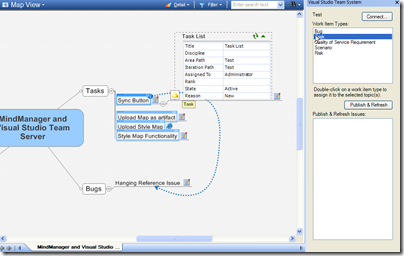 Map View
Detail
Filter
Enter search text
Visual Studio Team System
Test
Connect...
Work Item Types:
Bug
Task
Quality of Service Requirement
Scenario
Risk
Double-click on a work item type to
assign it to the selected topic(s).
Publish & Refresh
Publish & Refresh Issues:
Task List
Title Task List
Discipline
Area Path Test
Iteration Path Test
Assigned To Administrator
Rank
State Active
Reason New
Tasks
Sync Button
Task
Upload Map as artifact
Upload Style Map
Style Map Functionality
MindManager and
Visual Studio Team
Server
Bugs
Hanging Reference Issue
MindManager and Visual Studio ...